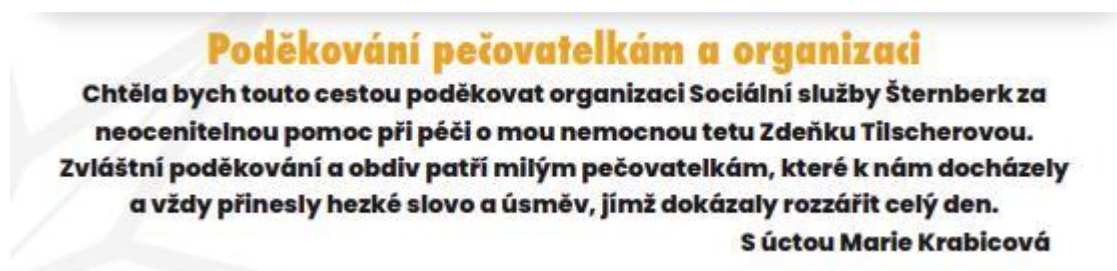 Poděkování pečovatelkám a organizaci
Chtěla bych touto cestou poděkovat organizaci Sociální služby Šternberk za
neocenitelnou pomoc při péči o mou nemocnou tetu Zdeňku Tilscherovou.
Zvláštní poděkování a obdiv patří milým pečovatelkám, které k nám docházely
a vždy přinesly hezké slovo a úsměv, jímž dokázaly rozzářit celý den.
S úctou Marie Krabicová